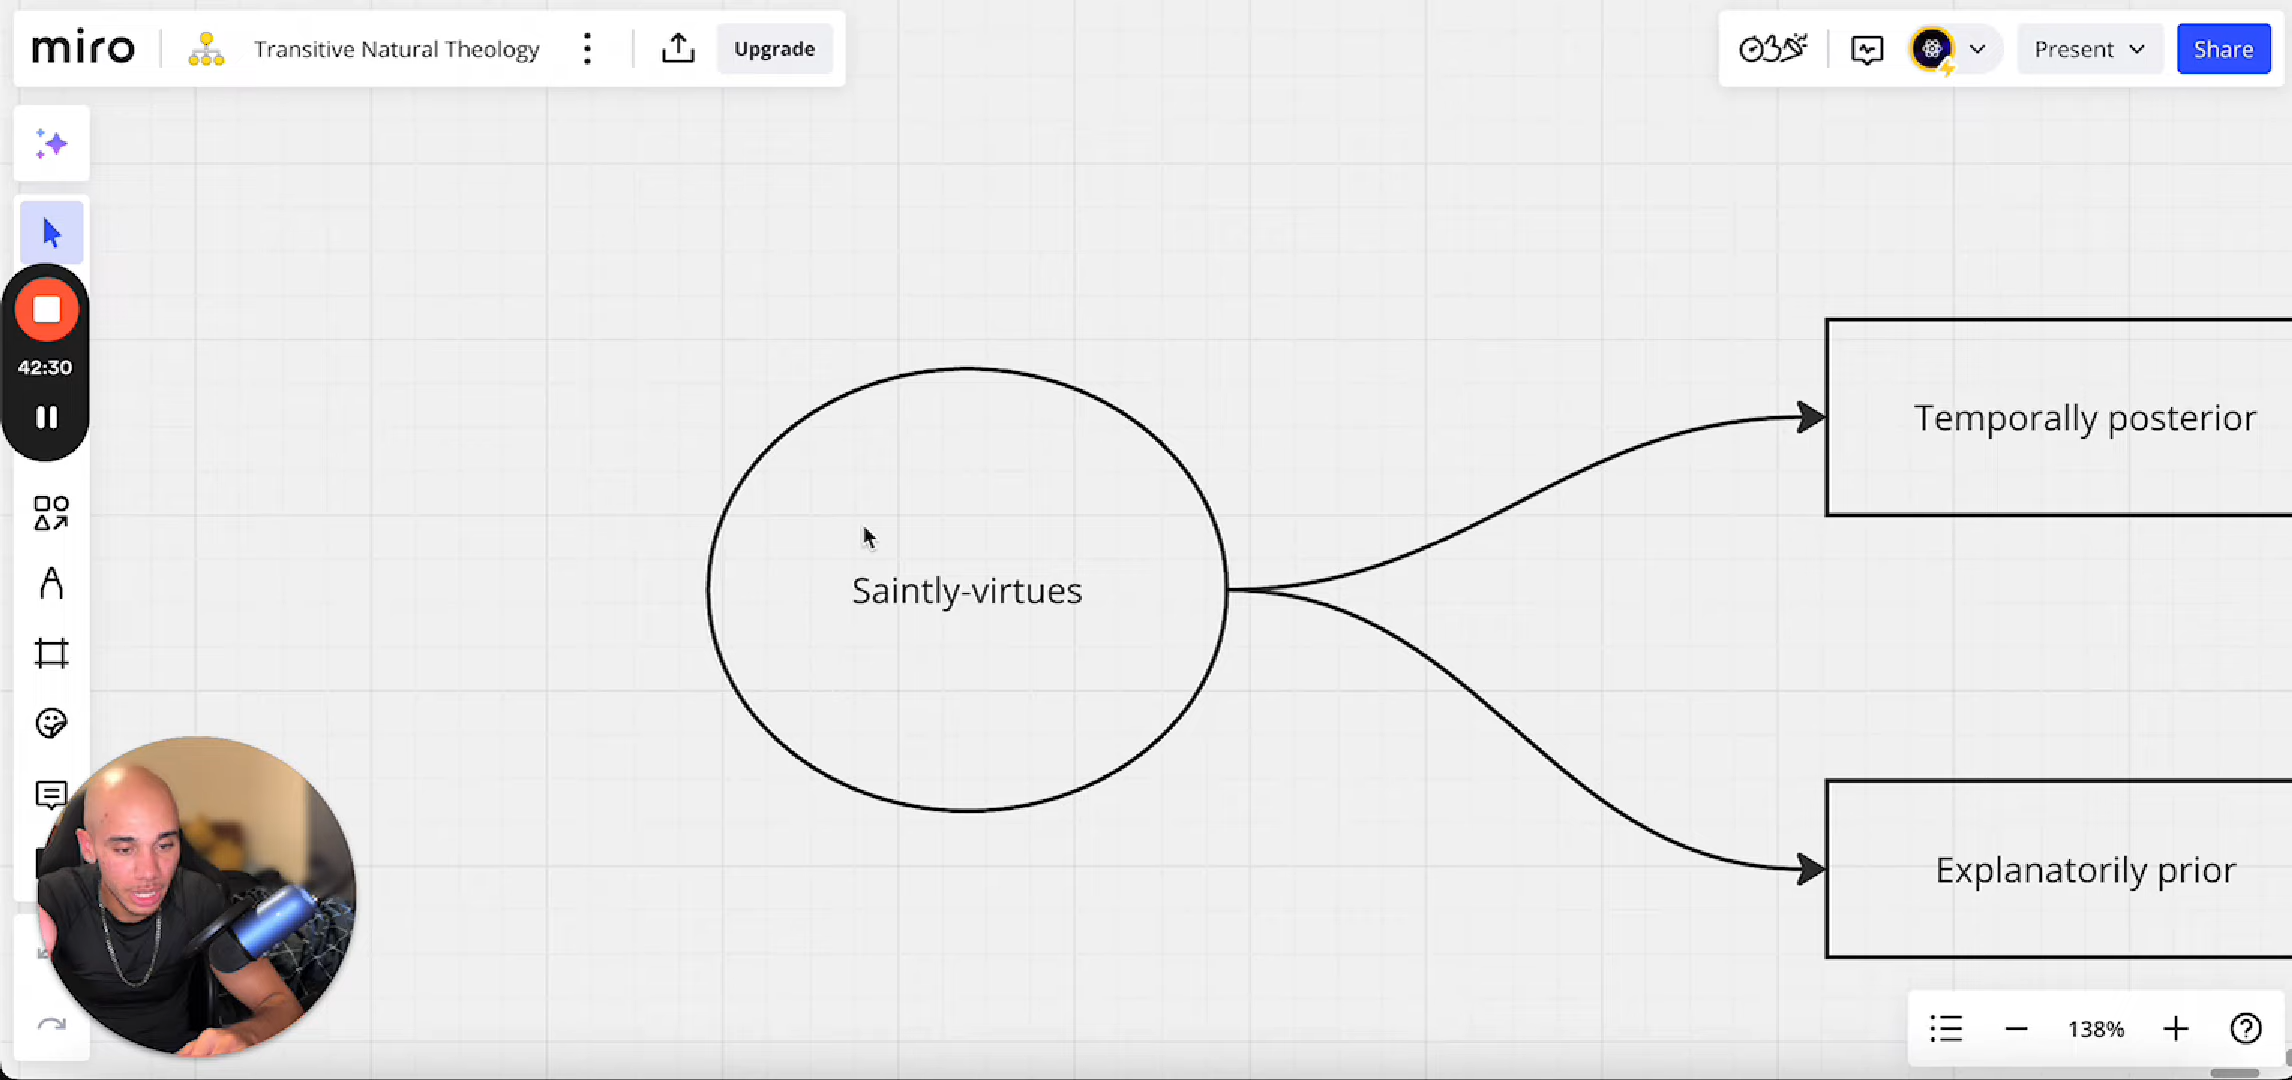 miro
Transitive Natural Theology
Upgrade
Present
Share
42:30
Temporally posterior
Saintly-virtues
Explanatorily prior
138%